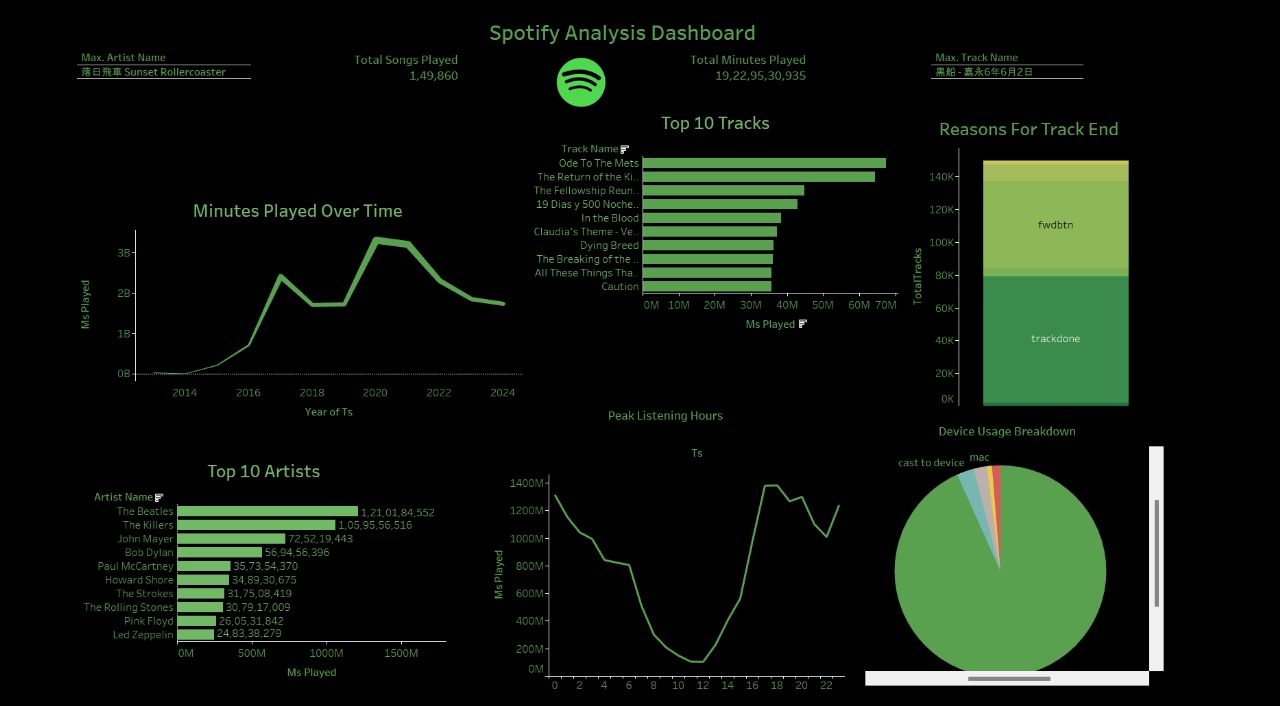 Spotify Analysis Dashboard
Max. Artist Name
落日飛車 Sunset Rollercoaster
Total Songs Played
1,49,860
Total Minutes Played
19,22,95,30,935
Max. Track Name
黒船 - 嘉永6年6月2日
Minutes Played Over Time
3B
2B
1B
0B
Ms Played
2014 2016 2018 2020 2022 2024
Year of Ts
Top 10 Tracks
Track Name
Ode To The Mets
The Return of the Ki..
The Fellowship Reun..
19 Dias y 500 Noche..
In the Blood
Claudia's Theme - Ve..
Dying Breed
The Breaking of the ..
All These Things Tha..
Caution
0M 10M 20M 30M 40M 50M 60M 70M
Ms Played
Reasons For Track End
140K
120K
100K
80K
60K
40K
20K
0K
TotalTracks
fwdbtn
trackdone
Top 10 Artists
Artist Name
The Beatles 1,21,01,84,552
The Killers 1,05,95,56,516
John Mayer 72,52,19,443
Bob Dylan 56,94,56,396
Paul McCartney 35,73,54,370
Howard Shore 34,89,30,675
The Strokes 31,75,08,419
The Rolling Stones 30,79,17,009
Pink Floyd 26,05,31,842
Led Zeppelin 24,83,38,279
0M 500M 1000M 1500M
Ms Played
Peak Listening Hours
Ts
1400M
1200M
1000M
800M
600M
400M
200M
0M
Ms Played
0 2 4 6 8 10 12 14 16 18 20 22
Device Usage Breakdown
cast to device mac